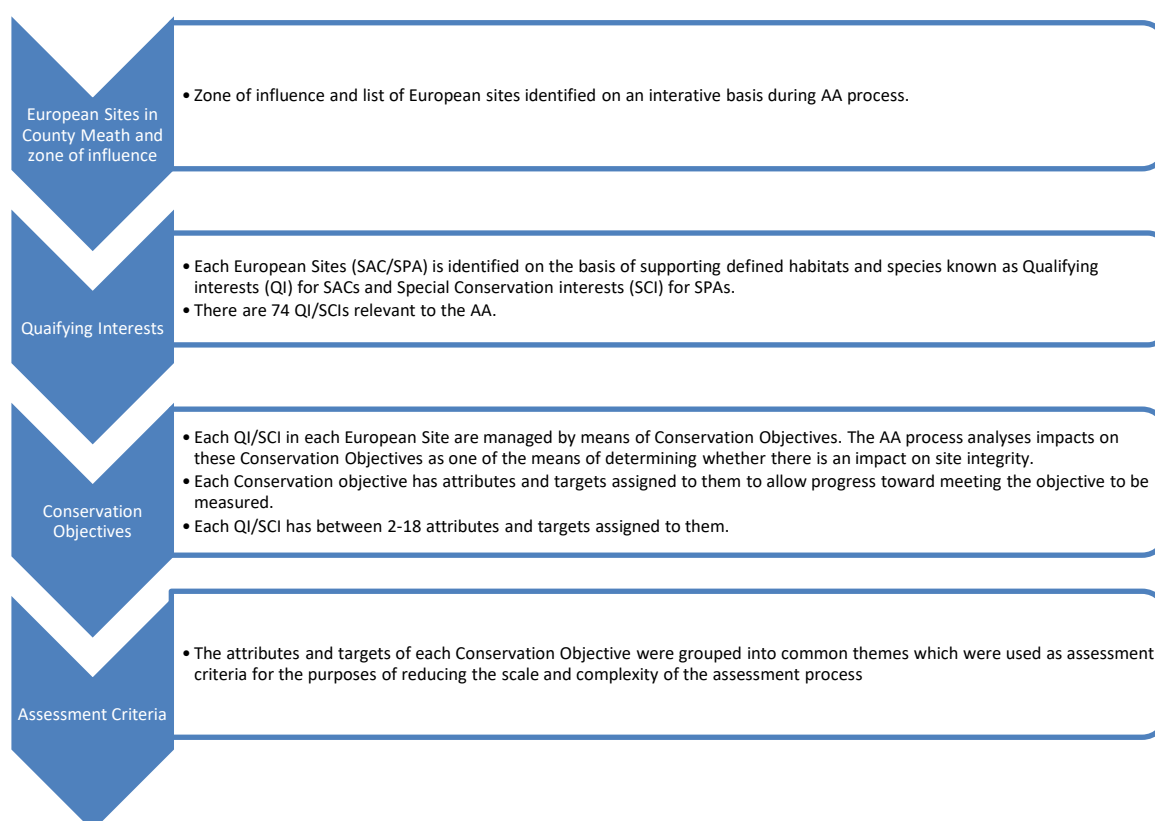 European Sites in
County Meath and
zone of influence
• Zone of influence and list of European sites identified on an interative basis during AA process.
Quaifying Interests
• Each European Sites (SAC/SPA) is identified on the basis of supporting defined habitats and species known as Qualifying
interests (QI) for SACs and Special Conservation interests (SCI) for SPAs.
• There are 74 QI/SCIs relevant to the AA.
Conservation
Objectives
• Each QI/SCI in each European Site are managed by means of Conservation Objectives. The AA process analyses impacts on
these Conservation Objectives as one of the means of determining whether there is an impact on site integrity.
• Each Conservation objective has attributes and targets assigned to them to allow progress toward meeting the objective to be
measured.
• Each QI/SCI has between 2-18 attributes and targets assigned to them.
Assessment Criteria
• The attributes and targets of each Conservation Objective were grouped into common themes which were used as assessment
criteria for the purposes of reducing the scale and complexity of the assessment process